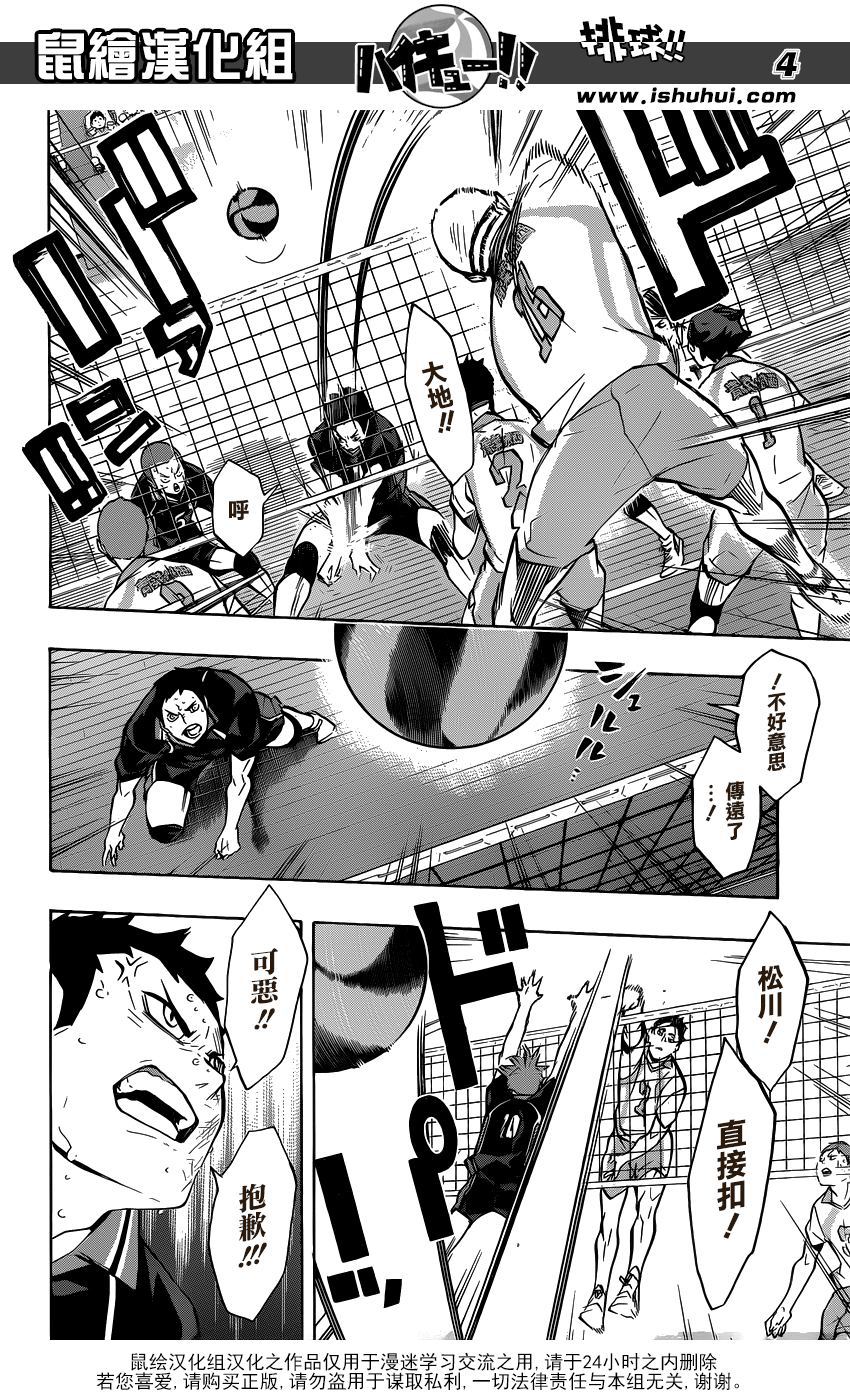 鼠繪漢化組
ハイキュー!!
排球!!
4
www.ishuhui.com
大地!!
呼
!不好意思
傳遠了
…!
松川!
直接扣!
可惡!!
抱歉!!!
鼠绘汉化组汉化之作品仅用于漫迷学习交流之用,请于24小时之内删除
若您喜爱,请购买正版,请勿盗用于谋取私利,一切法律责任与本组无关,谢谢。